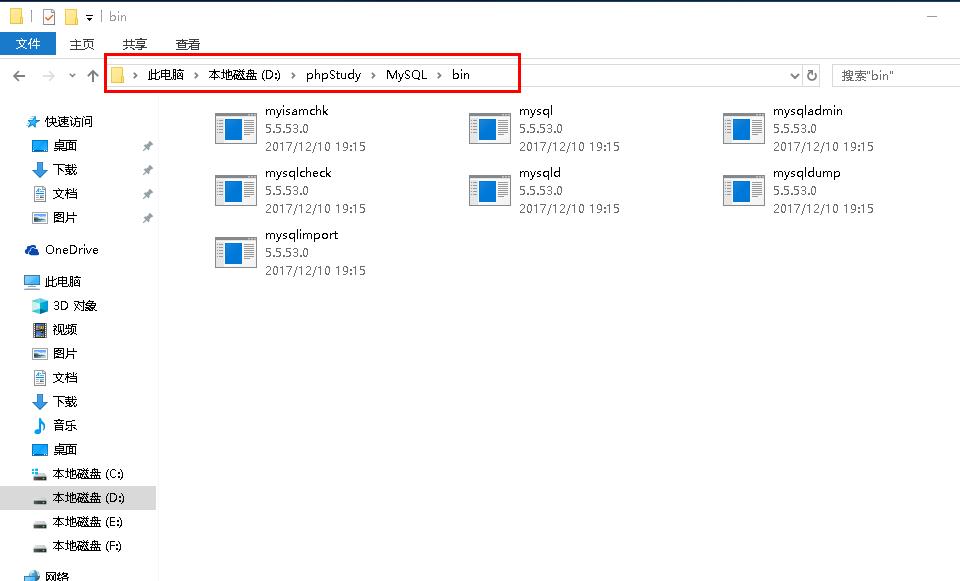 bin
文件 主页 共享 查看
此电脑 本地磁盘 (D:) phpStudy MySQL bin 搜索"bin"
快速访问
桌面
下载
文档
图片
OneDrive
此电脑
3D 对象
视频
图片
文档
下载
音乐
桌面
本地磁盘 (C:)
本地磁盘 (D:)
本地磁盘 (E:)
本地磁盘 (F:)
网络
myisamchk
5.5.53.0
2017/12/10 19:15
mysql
5.5.53.0
2017/12/10 19:15
mysqladmin
5.5.53.0
2017/12/10 19:15
mysqlcheck
5.5.53.0
2017/12/10 19:15
mysqld
5.5.53.0
2017/12/10 19:15
mysqldump
5.5.53.0
2017/12/10 19:15
mysqlimport
5.5.53.0
2017/12/10 19:15